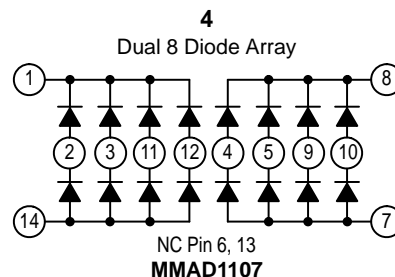 4
Dual 8 Diode Array
1 8
2 3 11 12 4 5 9 10
14 7
NC Pin 6, 13
MMAD1107